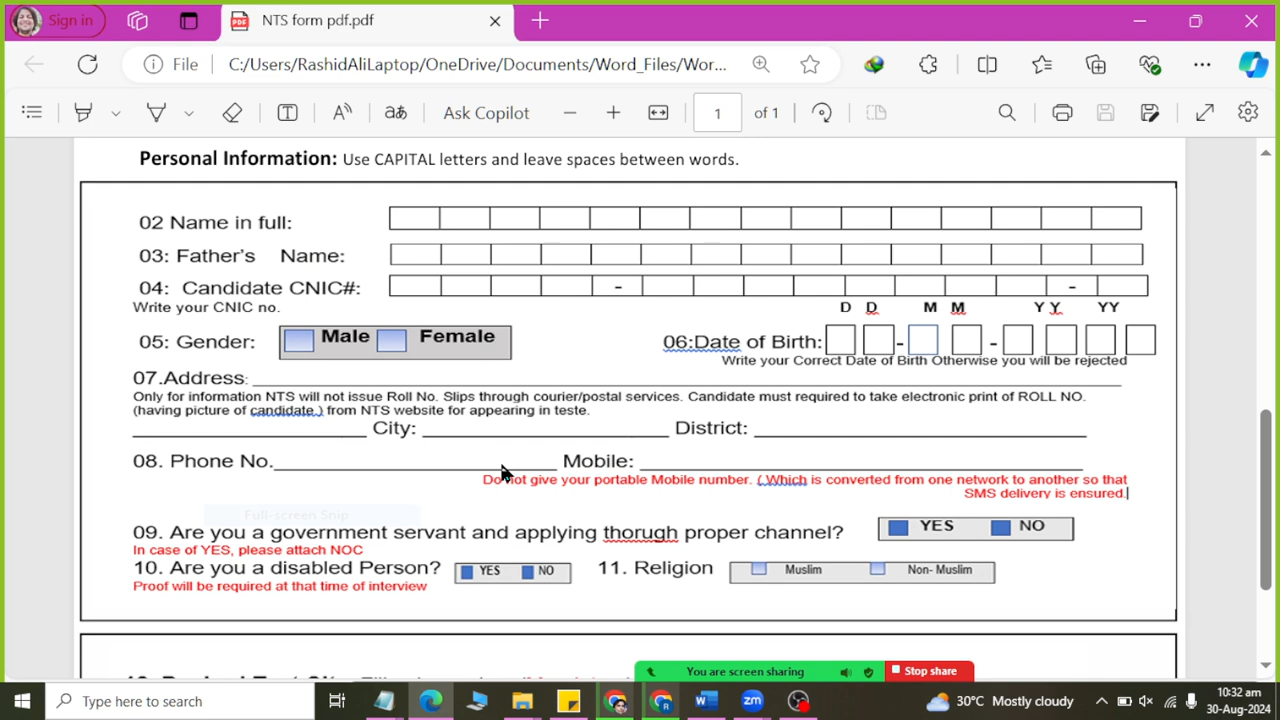 Sign in
NTS form pdf.pdf
File
C:/Users/RashidAliLaptop/OneDrive/Documents/Word_Files/Wor...
Ask Copilot
1 of 1
Personal Information: Use CAPITAL letters and leave spaces between words.
02 Name in full:
03: Father's Name:
04: Candidate CNIC#: - -
Write your CNIC no.
D D M M Y Y YY
05: Gender: Male Female 06:Date of Birth: - -
Write your Correct Date of Birth Otherwise you will be rejected
07.Address:
Only for information NTS will not issue Roll No. Slips through courier/postal services. Candidate must required to take electronic print of ROLL NO.
(having picture of candidate.) from NTS website for appearing in teste.
City: District:
08. Phone No. Mobile:
Do not give your portable Mobile number. ( Which is converted from one network to another so that
SMS delivery is ensured.
Full-screen Snip
09. Are you a government servant and applying thorugh proper channel? YES NO
In case of YES, please attach NOC
10. Are you a disabled Person? YES NO 11. Religion Muslim Non- Muslim
Proof will be required at that time of interview
You are screen sharing Stop share
Type here to search
30°C Mostly cloudy
10:32 am
30-Aug-2024